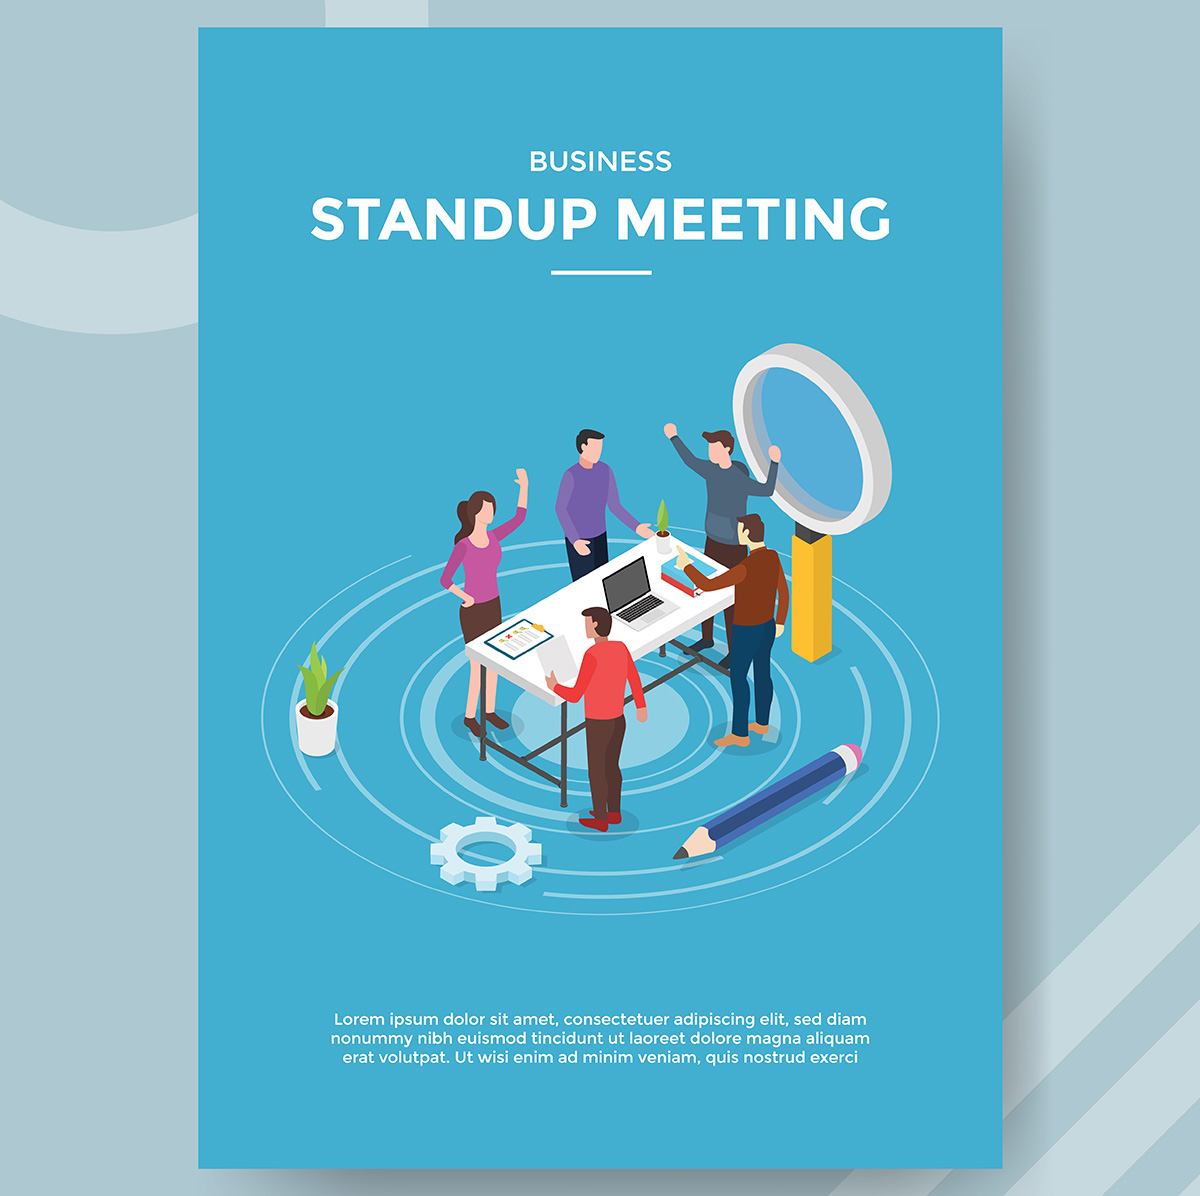 BUSINESS
STANDUP MEETING
Lorem ipsum dolor sit amet, consectetuer adipiscing elit, sed diam
nonummy nibh euismod tincidunt ut laoreet dolore magna aliquam
erat volutpat. Ut wisi enim ad minim veniam, quis nostrud exerci